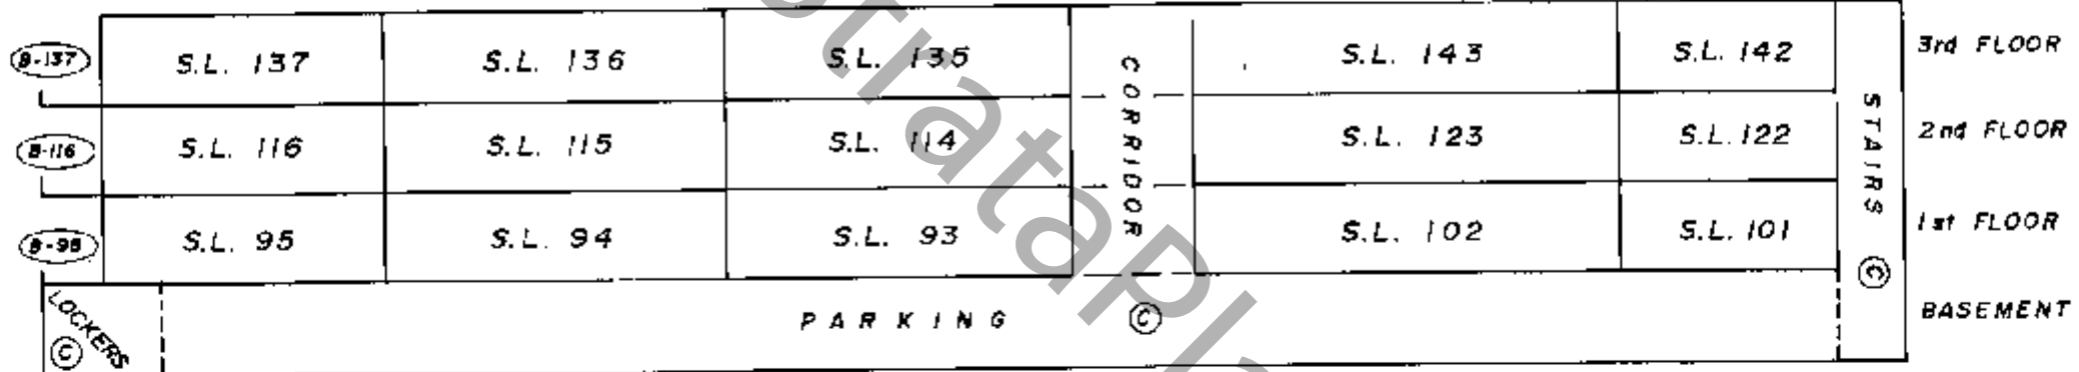 B-137 S.L. 137 S.L. 136 S.L. 135 S.L. 143 S.L. 142 3rd FLOOR
B-116 S.L. 116 S.L. 115 S.L. 114 CORRIDOR S.L. 123 S.L. 122 STAIRS 2nd FLOOR
B-95 S.L. 95 S.L. 94 S.L. 93 S.L. 102 S.L. 101 C 1st FLOOR
LOCKERS C PARKING C BASEMENT
StrataPla